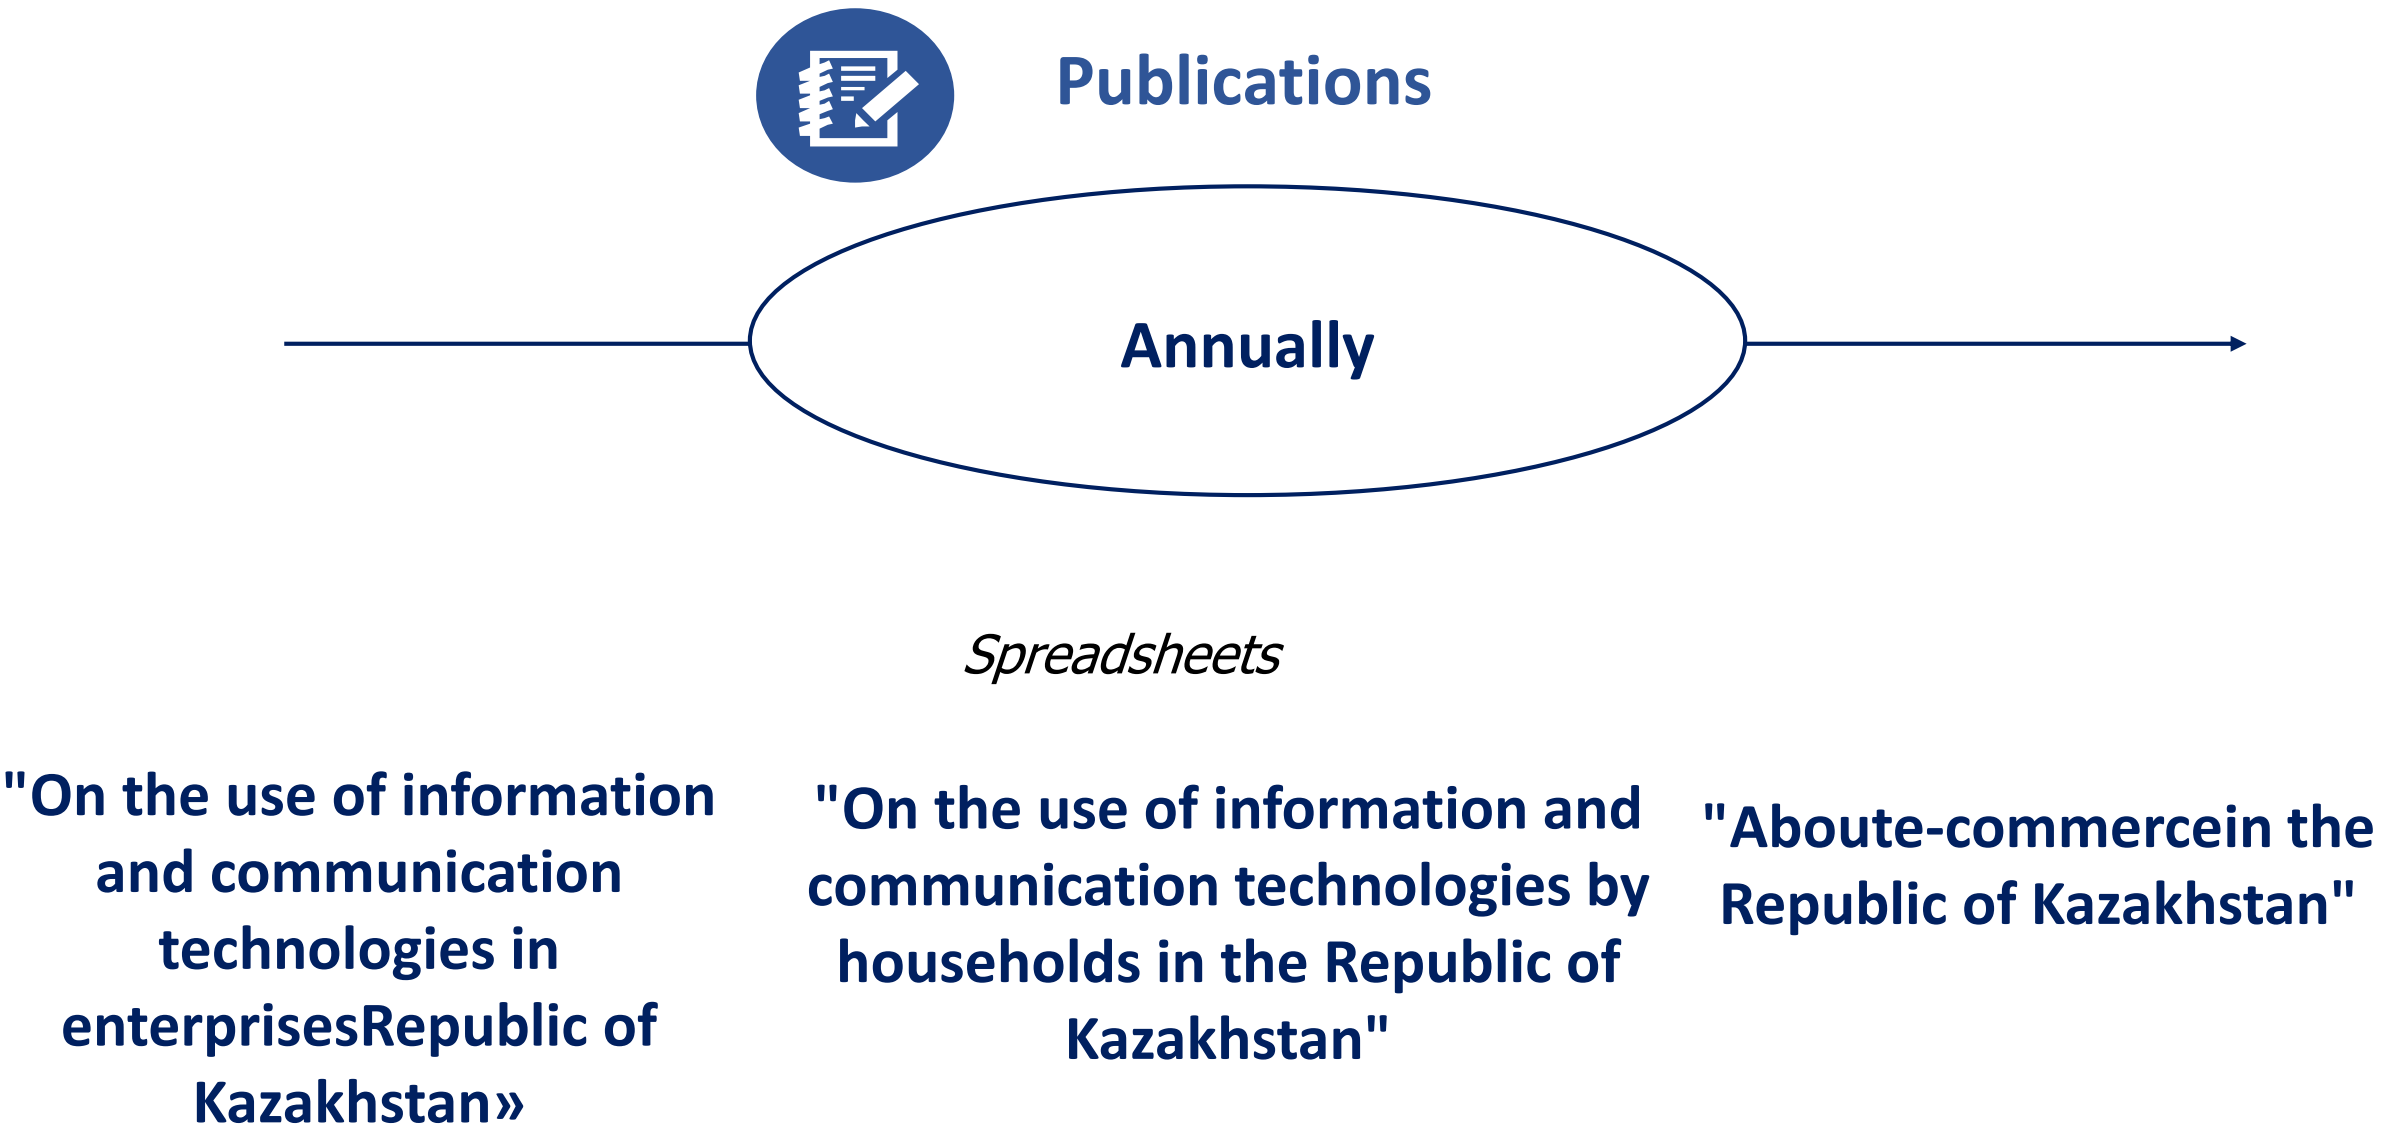 Publications
Annually
Spreadsheets
"On the use of information
and communication
technologies in
enterprisesRepublic of
Kazakhstan»
"On the use of information and
communication technologies by
households in the Republic of
Kazakhstan"
"Aboute-commercein the
Republic of Kazakhstan"